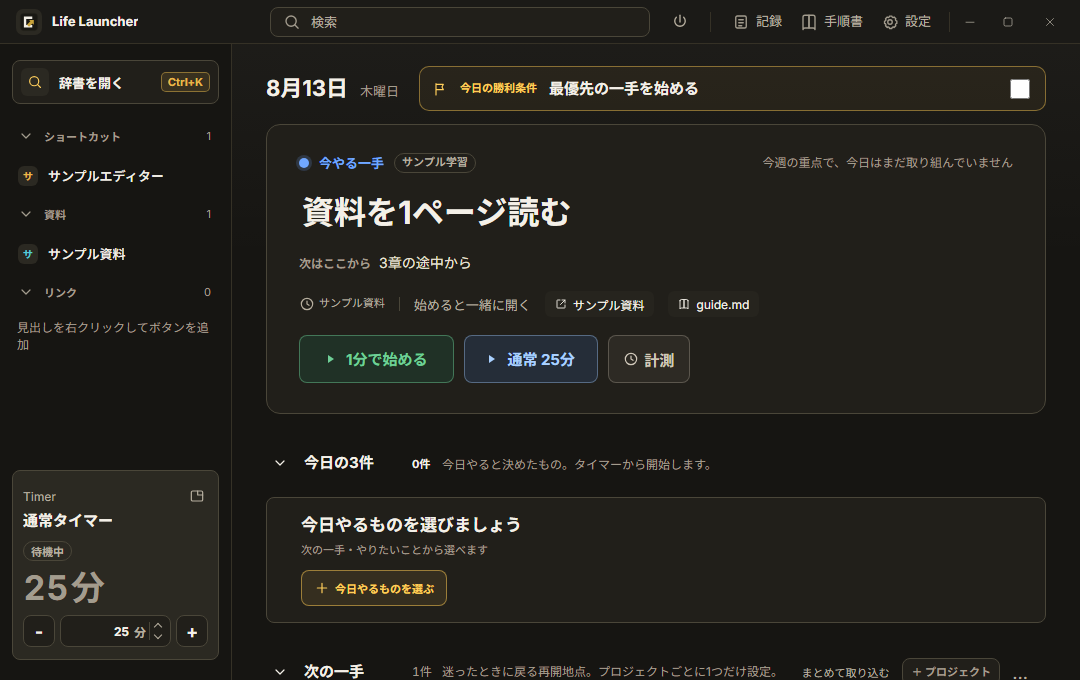 Life Launcher
検索
記録
手順書
設定
辞書を開く
Ctrl+K
ショートカット
1
サ
サンプルエディター
資料
1
サ
サンプル資料
リンク
0
見出しを右クリックしてボタンを追
加
Timer
通常タイマー
待機中
25分
-
25 分
+
8月13日
木曜日
今日の勝利条件
最優先の一手を始める
今やる一手
サンプル学習
今週の重点で、今日はまだ取り組んでいません
資料を1ページ読む
次はここから
3章の途中から
サンプル資料
始めると一緒に開く
サンプル資料
guide.md
1分で始める
通常 25分
計測
今日の3件
0件
今日やると決めたもの。タイマーから開始します。
今日やるものを選びましょう
次の一手・やりたいことから選べます
+ 今日やるものを選ぶ
次の一手
1件
迷ったときに戻る再開地点。プロジェクトごとに1つだけ設定。
まとめて取り込む
+ プロジェクト
...